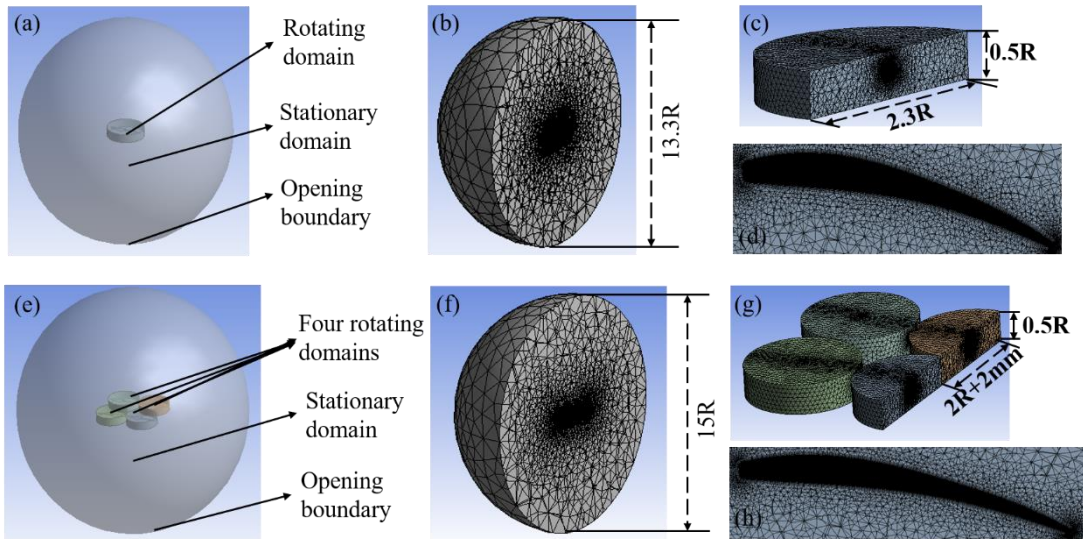 (a)
Rotating
domain
Stationary
domain
Opening
boundary
(b)
13.3R
(c)
0.5R
2.3R
(d)
(e)
Four rotating
domains
Stationary
domain
Opening
boundary
(f)
15R
(g)
0.5R
2R+2mm
(h)